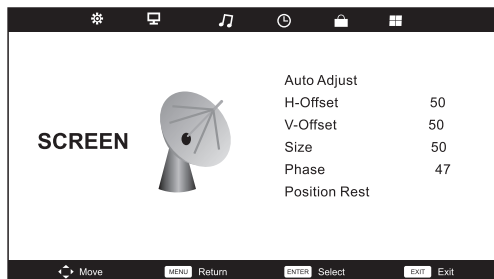 SCREEN
Auto Adjust
H-Offset 50
V-Offset 50
Size 50
Phase 47
Position Rest
Move MENU Return ENTER Select EXIT Exit